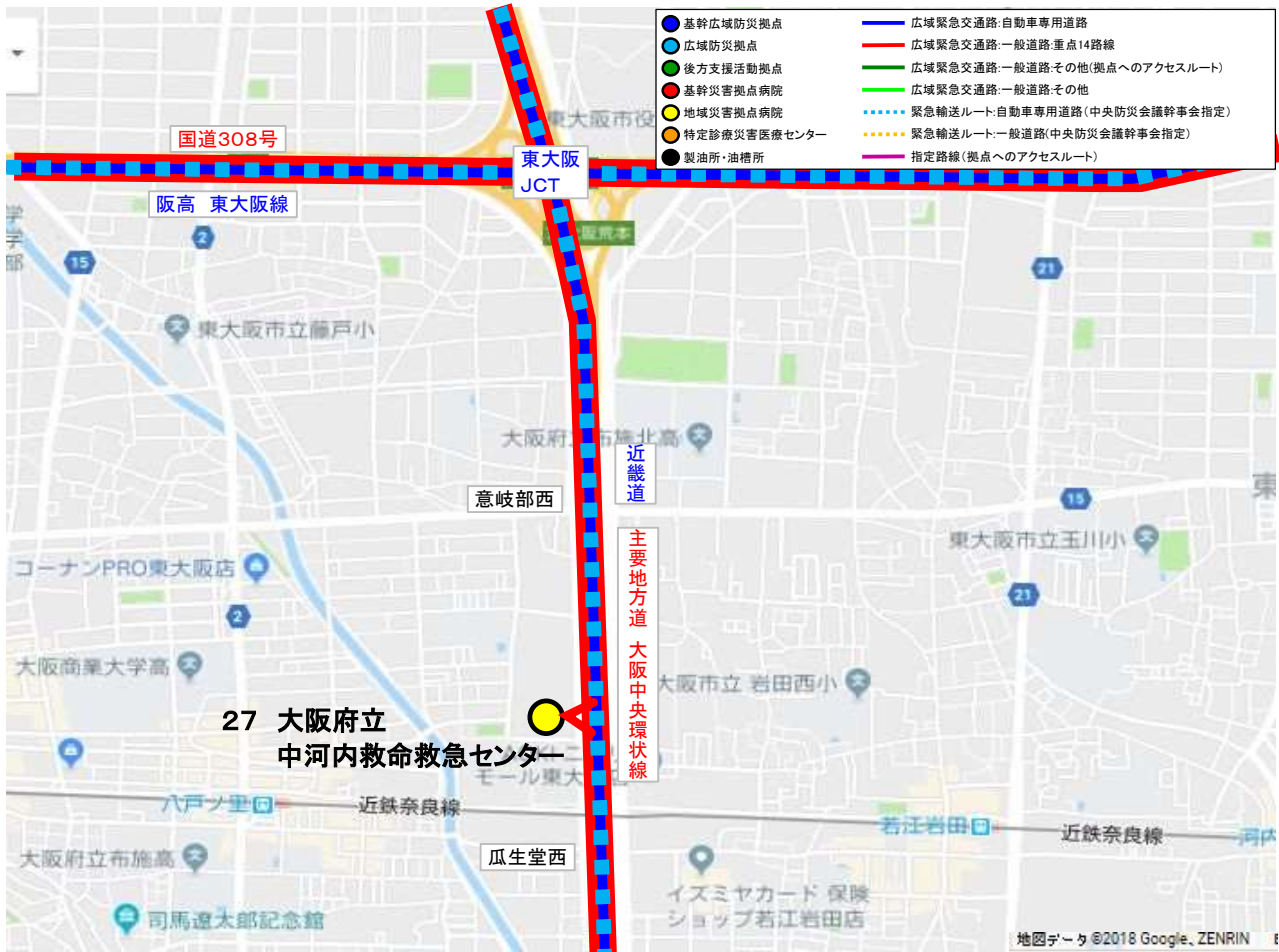 基幹広域防災拠点
広域防災拠点
後方支援活動拠点
基幹災害拠点病院
地域災害拠点病院
特定診療災害医療センター
製油所・油槽所
広域緊急交通路:自動車専用道路
広域緊急交通路:一般道路:重点14路線
広域緊急交通路:一般道路:その他(拠点へのアクセスルート)
広域緊急交通路:一般道路:その他
緊急輸送ルート:自動車専用道路(中央防災会議幹事会指定)
緊急輸送ルート:一般道路(中央防災会議幹事会指定)
指定路線(拠点へのアクセスルート)
東大阪市役
国道308号
東大阪
JCT
阪高 東大阪線
2
15
21
東大阪市立藤戸小
近畿道
意岐部西
15
東
東大阪市立玉川小
コーナンPRO東大阪店
主要地方道 大阪中央環状線
2
21
大阪商業大学高
大阪市立 岩田西小
27 大阪府立
中河内救命救急センター
モール東大
八戸ノ里
近鉄奈良線
若江岩田
近鉄奈良線
河内
大阪府立布施高
瓜生堂西
イズミヤカード 保険
ショップ若江岩田店
司馬遼太郎記念館
地図データ ©2018 Google、ZENRIN